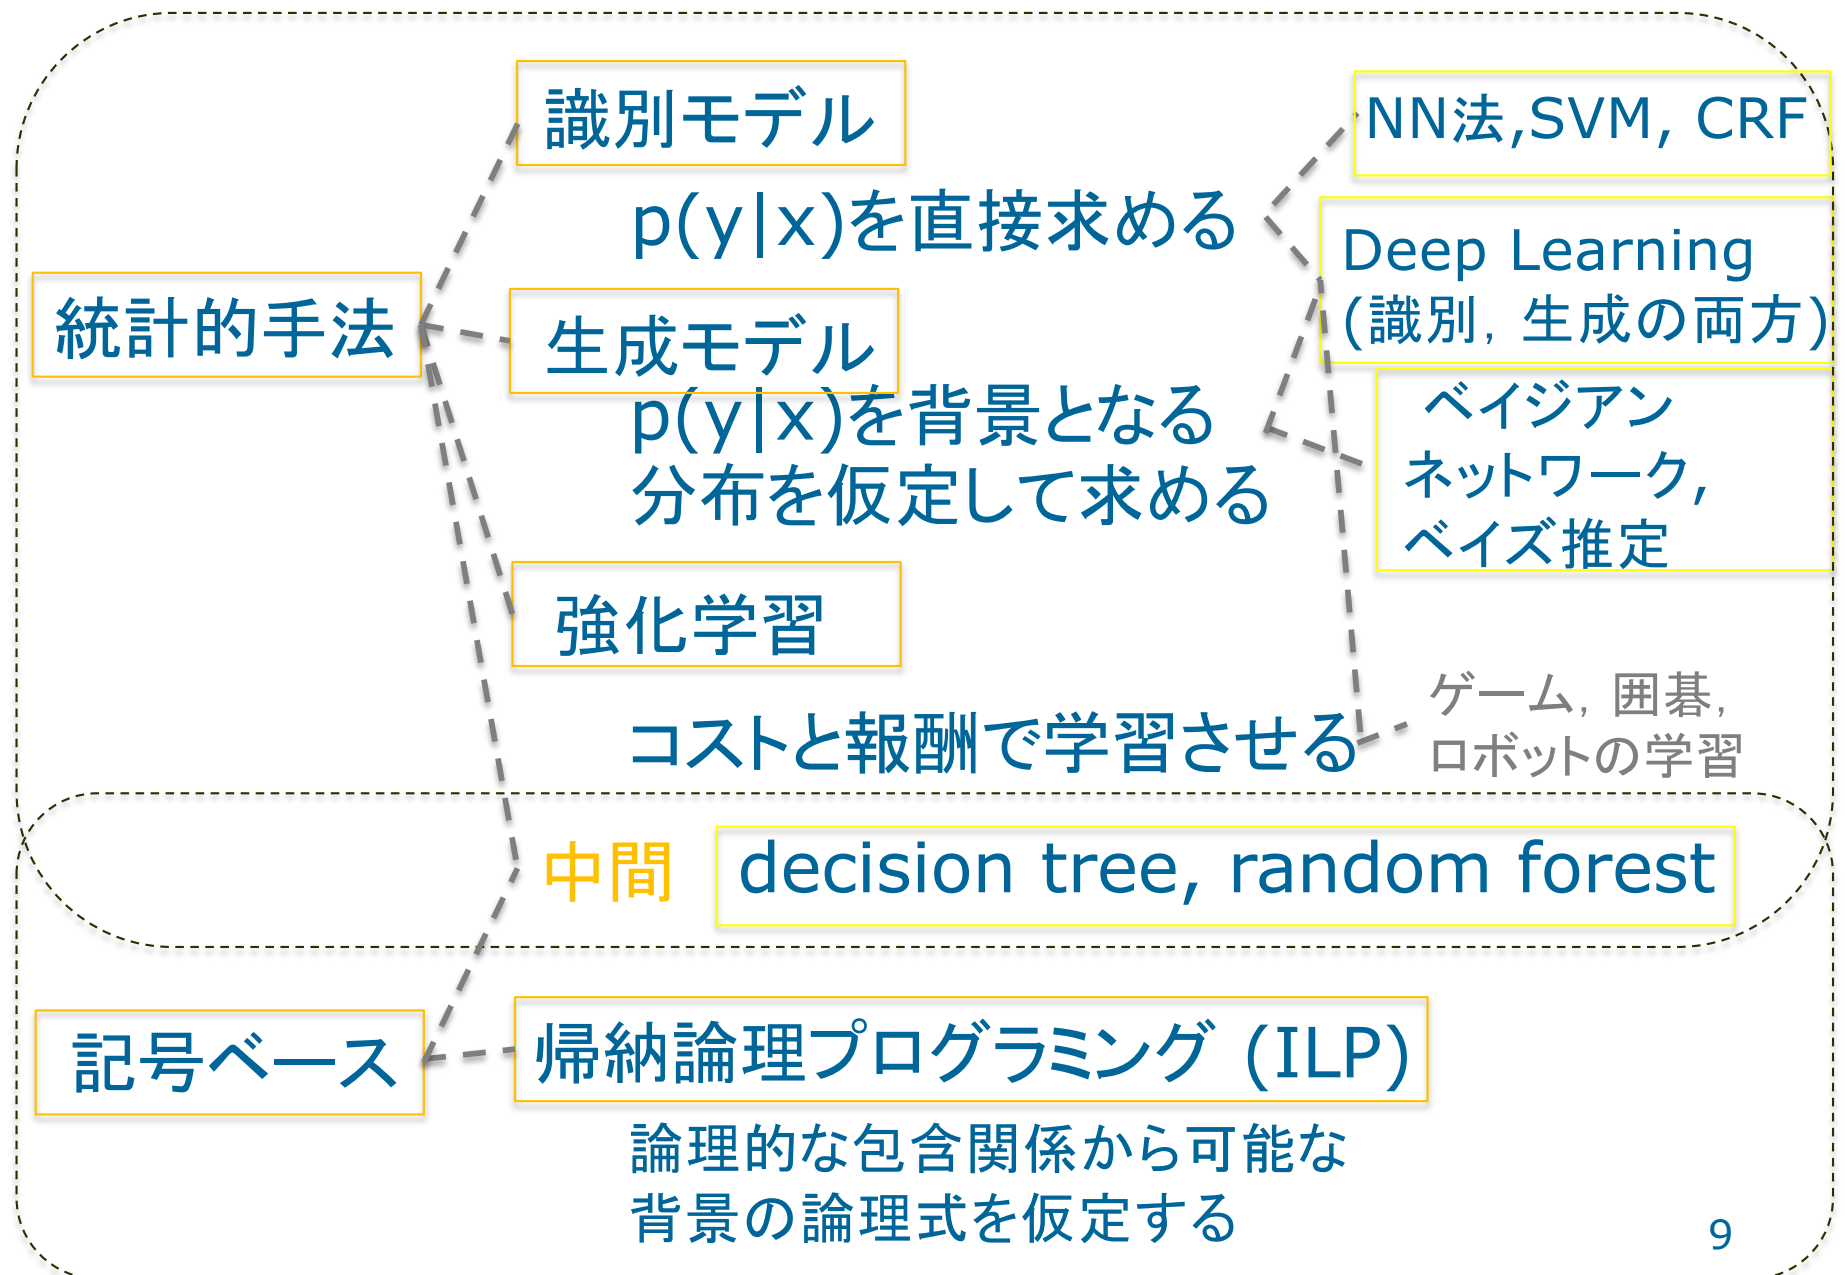 識別モデル
NN法,SVM, CRF
p(y|x)を直接求める
Deep Learning
(識別，生成の両方)
統計的手法
生成モデル
p(y|x)を背景となる
分布を仮定して求める
ベイジアン
ネットワーク,
ベイズ推定
強化学習
コストと報酬で学習させる
ゲーム，囲碁，
ロボットの学習
中間
decision tree, random forest
記号ベース
帰納論理プログラミング (ILP)
論理的な包含関係から可能な
背景の論理式を仮定する
9